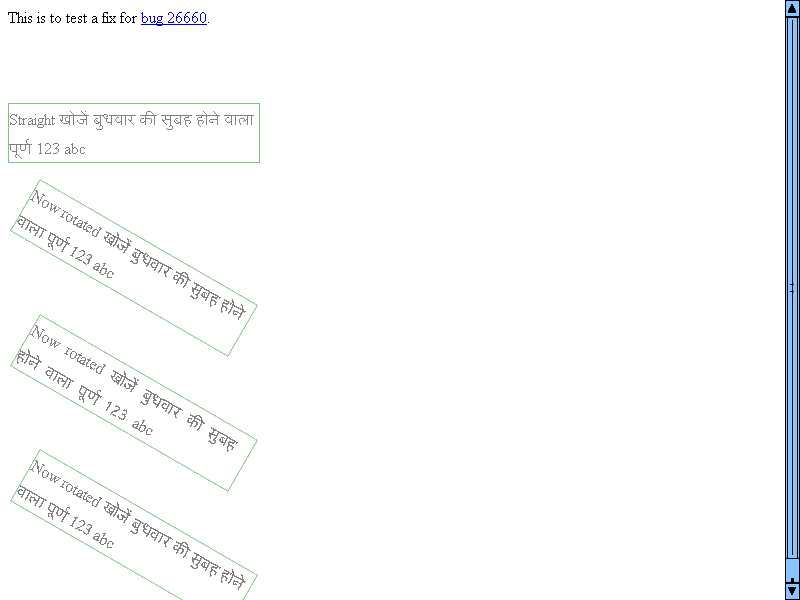 This is to test a fix for bug 26660.
Straight खोजें बुधवार की सुबह होने वाला
पूर्ण 123 abc
Now rotated खोजें बुधवार की सुबह होने
वाला पूर्ण 123 abc
Now rotated खोजें बुधवार की सुबह
होने वाला पूर्ण 123 abc
Now rotated खोजें बुधवार की सुबह होने
वाला पूर्ण 123 abc